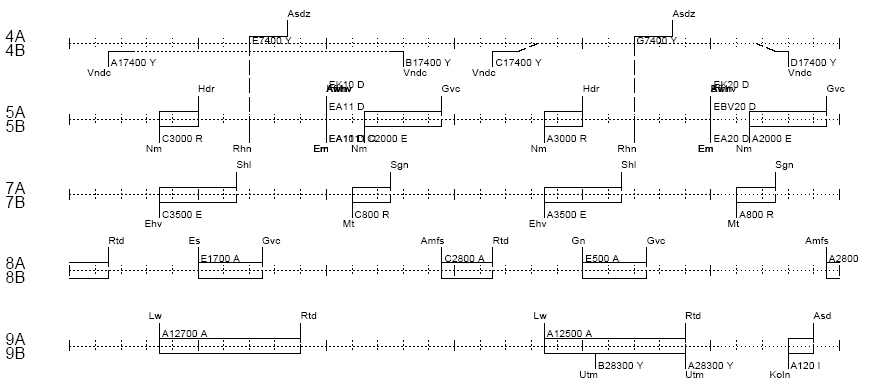 Asdz Asdz
4A E7400 Y G7400 Y
4B A17400 Y B17400 Y C17400 Y D17400 Y
Vndc Vndc Vndc Vndc
Hdr EK10 D Gvc Hdr EK20 D Gvc
5A EA11 D EBV20 D
5B C3000 R C2000 E A3000 R EA20 D A2000 E
Nm Rhn Em Nm Nm Rhn Em Nm
Shl Sgn Shl Sgn
7A
7B C3500 E C800 R A3500 E A800 R
Ehv Mt Ehv Mt
Rtd Es Gvc Amfs Rtd Gn Gvc Amfs
8A E1700 A C2800 A E500 A A2800
8B
Lw Rtd Lw Rtd Asd
9A A12700 A A12500 A
9B B28300 Y A28300 Y A120 I
Utm Utm Koln